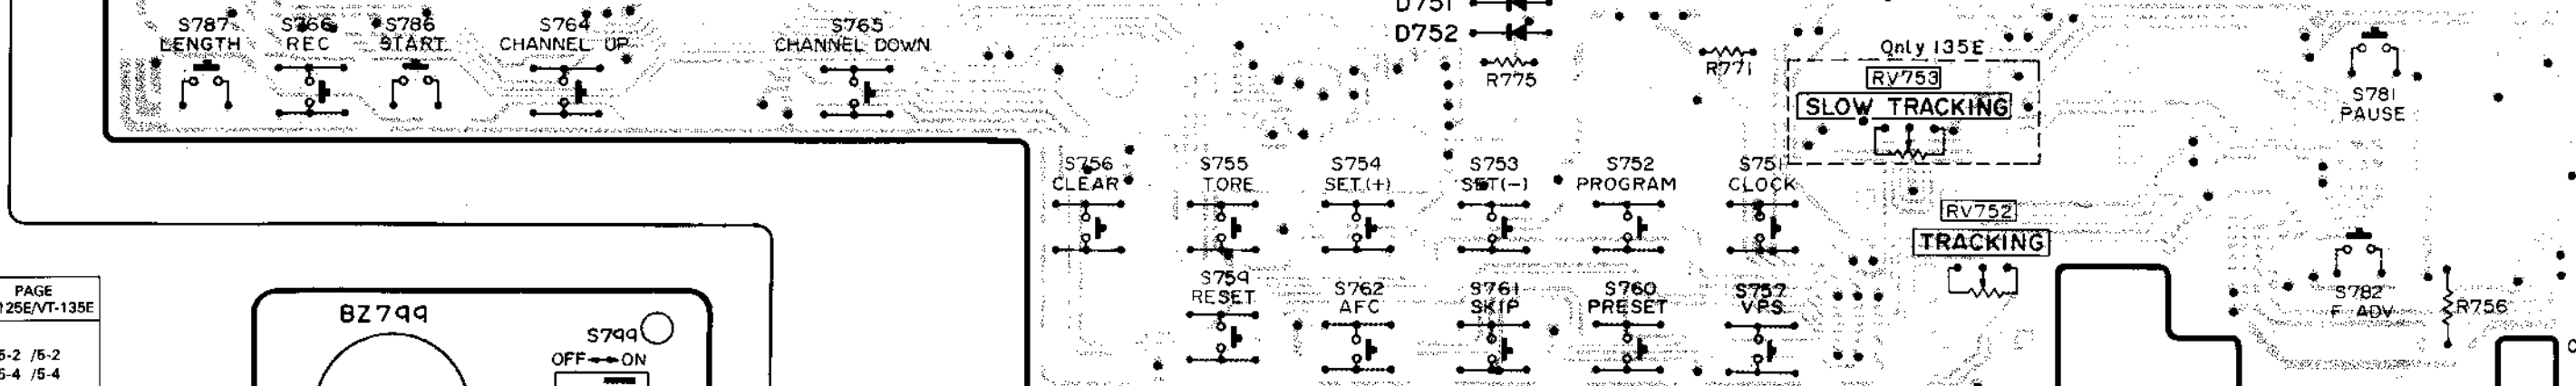 D751
D752
S787
LENGTH
S766
REC
S786
START
S764
CHANNEL UP
S765
CHANNEL DOWN
R775
R771
Only 135E
RV753
SLOW TRACKING
S781
PAUSE
S756
CLEAR
S755
TORE
S754
SET(+)
S753
SET(-)
S752
PROGRAM
S751
CLOCK
RV752
TRACKING
S759
RESET
S762
AFC
S761
SKIP
S760
PRESET
S757
VPS
S782
F ADV
R756
PAGE
125E/VT-135E
5-2 /5-2
5-4 /5-4
BZ799
S799
OFF↔ON